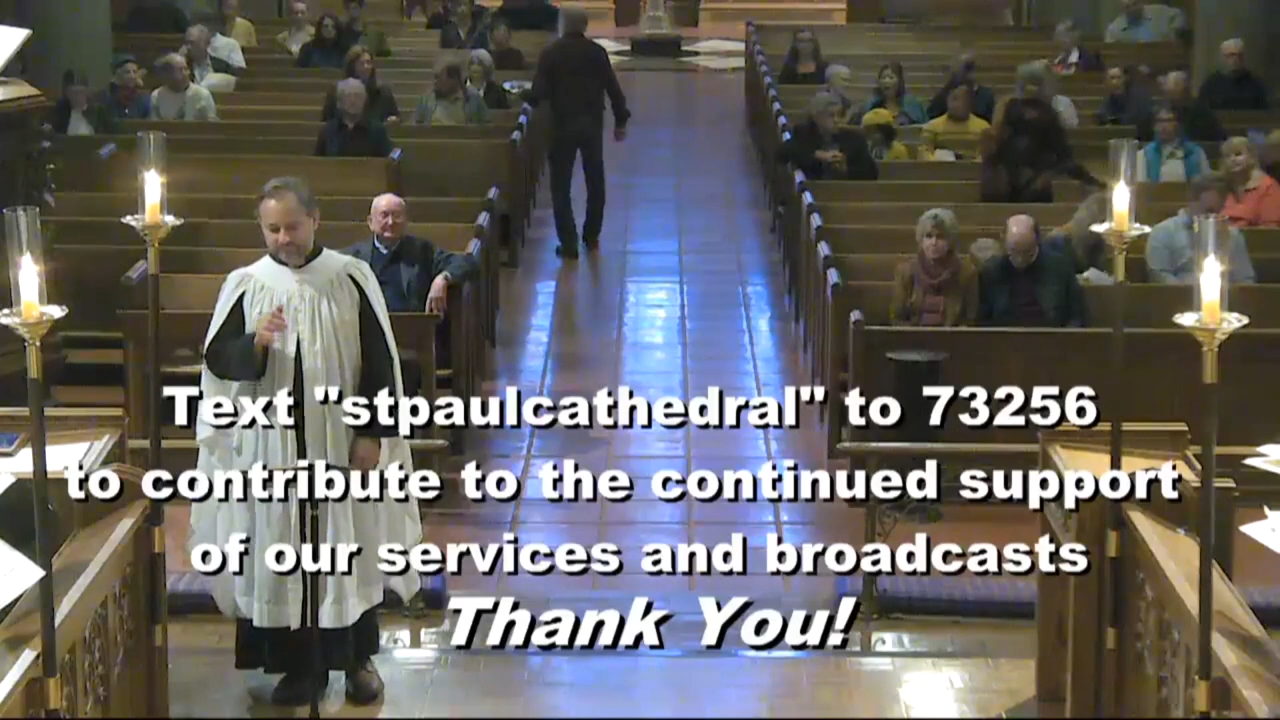 Text "stpaulcathedral" to 73256
to contribute to the continued support
of our services and broadcasts
Thank You!